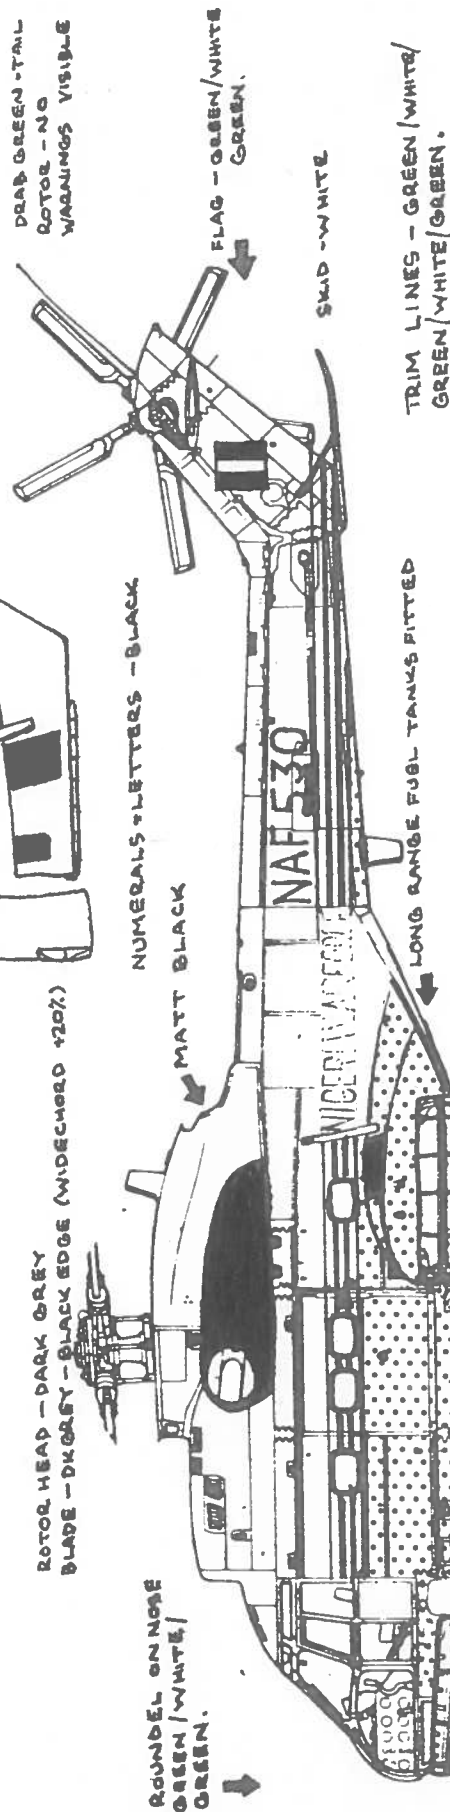 ROUNDEL ON NOSE
GREEN/WHITE/
GREEN.
ROTOR HEAD - DARK GREY
BLADE - DK GREY - BLACK EDGE (WIDECHORD +20%)
MATT BLACK
NUMERALS + LETTERS - BLACK
DRAB GREEN - TAIL
ROTOR - NO
WARNINGS VISIBLE
FLAG - GREEN/WHITE
GREEN.
SKID - WHITE
NAF 530
NIGERIAN AIRFORCE
LONG RANGE FUEL TANKS FITTED
TRIM LINES - GREEN/WHITE/
GREEN/WHITE/GREEN.